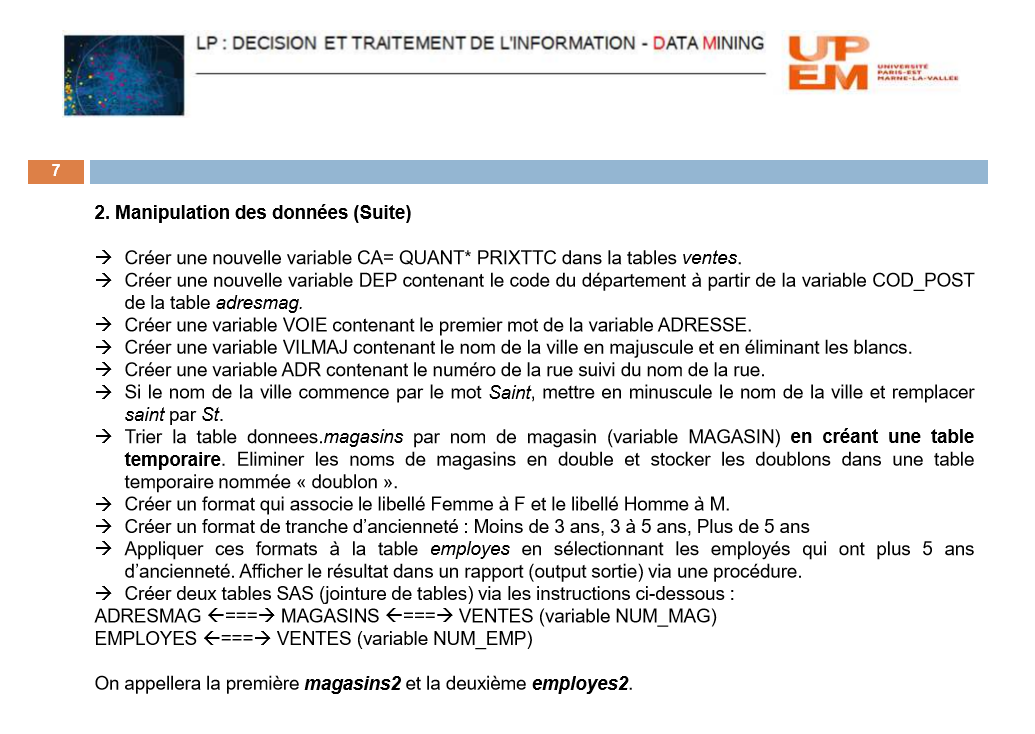 LP : DECISION ET TRAITEMENT DE L'INFORMATION - DATA MINING
UPEM
UNIVERSITÉ
PARIS-EST
MARNE-LA-VALLÉE
7
2. Manipulation des données (Suite)
→ Créer une nouvelle variable CA= QUANT* PRIXTTC dans la tables ventes.
→ Créer une nouvelle variable DEP contenant le code du département à partir de la variable COD_POST
de la table adresmag.
→ Créer une variable VOIE contenant le premier mot de la variable ADRESSE.
→ Créer une variable VILMAJ contenant le nom de la ville en majuscule et en éliminant les blancs.
→ Créer une variable ADR contenant le numéro de la rue suivi du nom de la rue.
→ Si le nom de la ville commence par le mot Saint, mettre en minuscule le nom de la ville et remplacer
saint par St.
→ Trier la table donnees.magasins par nom de magasin (variable MAGASIN) en créant une table
temporaire. Eliminer les noms de magasins en double et stocker les doublons dans une table
temporaire nommée « doublon ».
→ Créer un format qui associe le libellé Femme à F et le libellé Homme à M.
→ Créer un format de tranche d'ancienneté : Moins de 3 ans, 3 à 5 ans, Plus de 5 ans
→ Appliquer ces formats à la table employes en sélectionnant les employés qui ont plus 5 ans
d'ancienneté. Afficher le résultat dans un rapport (output sortie) via une procédure.
→ Créer deux tables SAS (jointure de tables) via les instructions ci-dessous :
ADRESMAG ←===→ MAGASINS ←===→ VENTES (variable NUM_MAG)
EMPLOYES ←===→ VENTES (variable NUM_EMP)
On appellera la première magasins2 et la deuxième employes2.